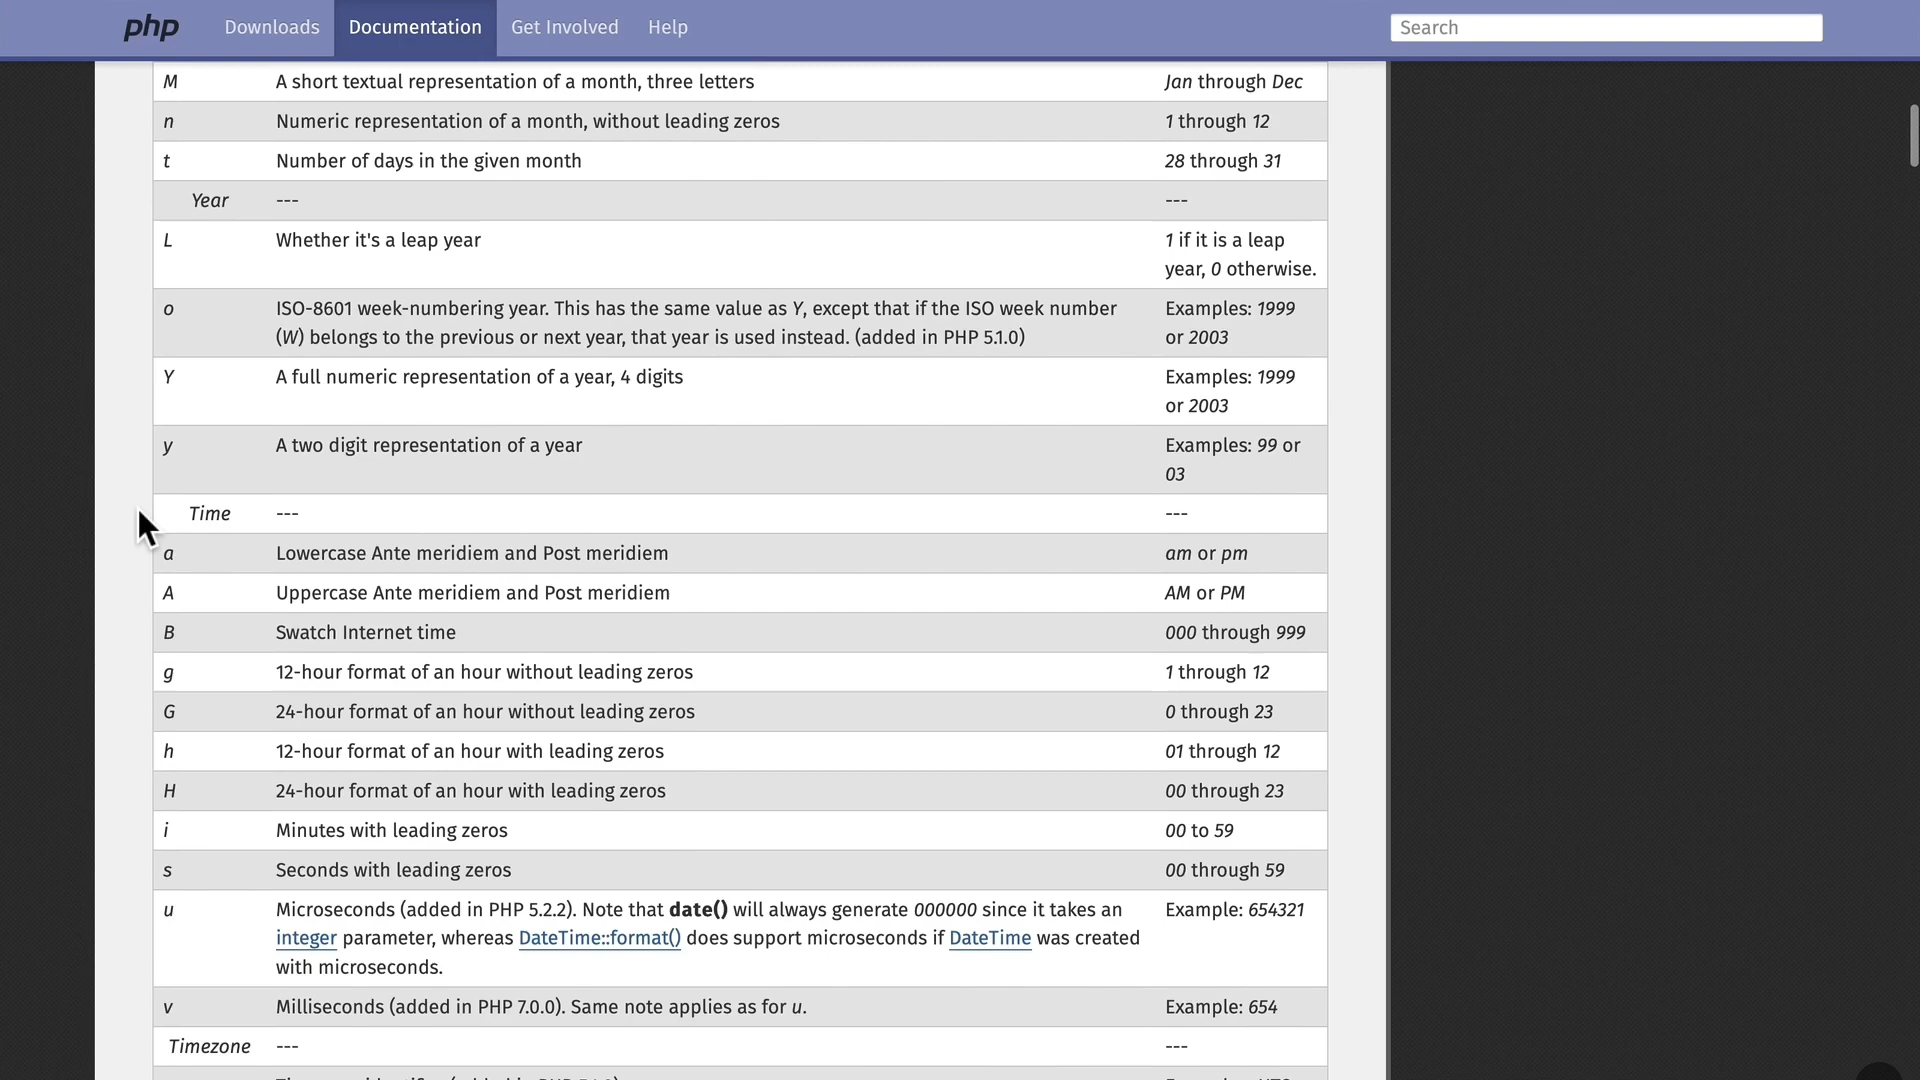 php Downloads Documentation Get Involved Help Search
M A short textual representation of a month, three letters Jan through Dec
n Numeric representation of a month, without leading zeros 1 through 12
t Number of days in the given month 28 through 31
Year --- ---
L Whether it's a leap year 1 if it is a leap
year, 0 otherwise.
o ISO-8601 week-numbering year. This has the same value as Y, except that if the ISO week number Examples: 1999
(W) belongs to the previous or next year, that year is used instead. (added in PHP 5.1.0) or 2003
Y A full numeric representation of a year, 4 digits Examples: 1999
or 2003
y A two digit representation of a year Examples: 99 or
03
Time --- ---
a Lowercase Ante meridiem and Post meridiem am or pm
A Uppercase Ante meridiem and Post meridiem AM or PM
B Swatch Internet time 000 through 999
g 12-hour format of an hour without leading zeros 1 through 12
G 24-hour format of an hour without leading zeros 0 through 23
h 12-hour format of an hour with leading zeros 01 through 12
H 24-hour format of an hour with leading zeros 00 through 23
i Minutes with leading zeros 00 to 59
s Seconds with leading zeros 00 through 59
u Microseconds (added in PHP 5.2.2). Note that date() will always generate 000000 since it takes an Example: 654321
integer parameter, whereas DateTime::format() does support microseconds if DateTime was created
with microseconds.
v Milliseconds (added in PHP 7.0.0). Same note applies as for u. Example: 654
Timezone --- ---